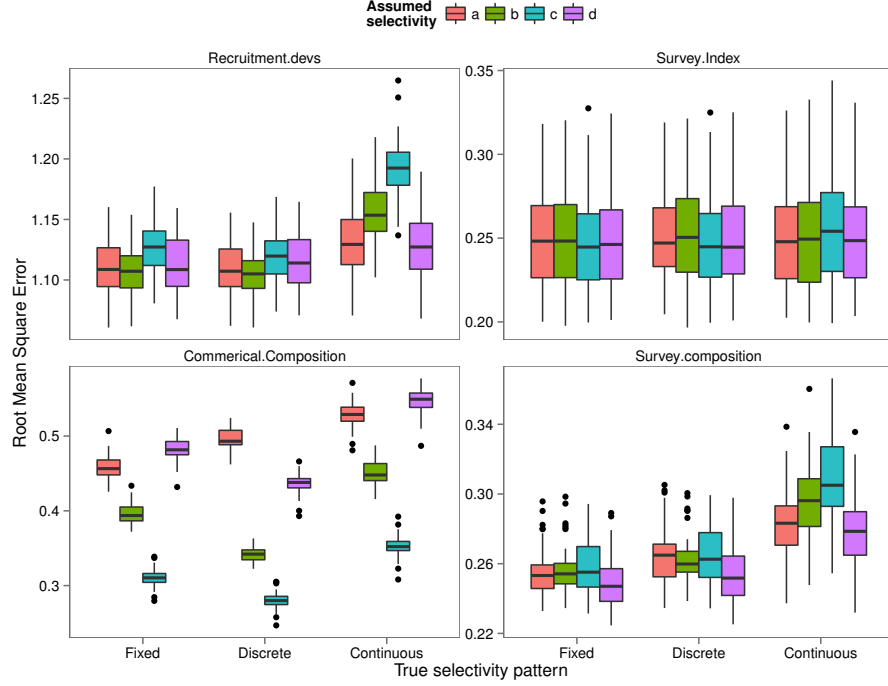 Assumed
selectivity
a
b
c
d
Recruitment.devs
Survey.Index
1.25
1.20
1.15
1.10
0.35
0.30
0.25
0.20
Commerical.Composition
Survey.composition
0.5
0.4
0.3
0.34
0.30
0.26
0.22
Fixed
Discrete
Continuous
Fixed
Discrete
Continuous
Root Mean Square Error
True selectivity pattern